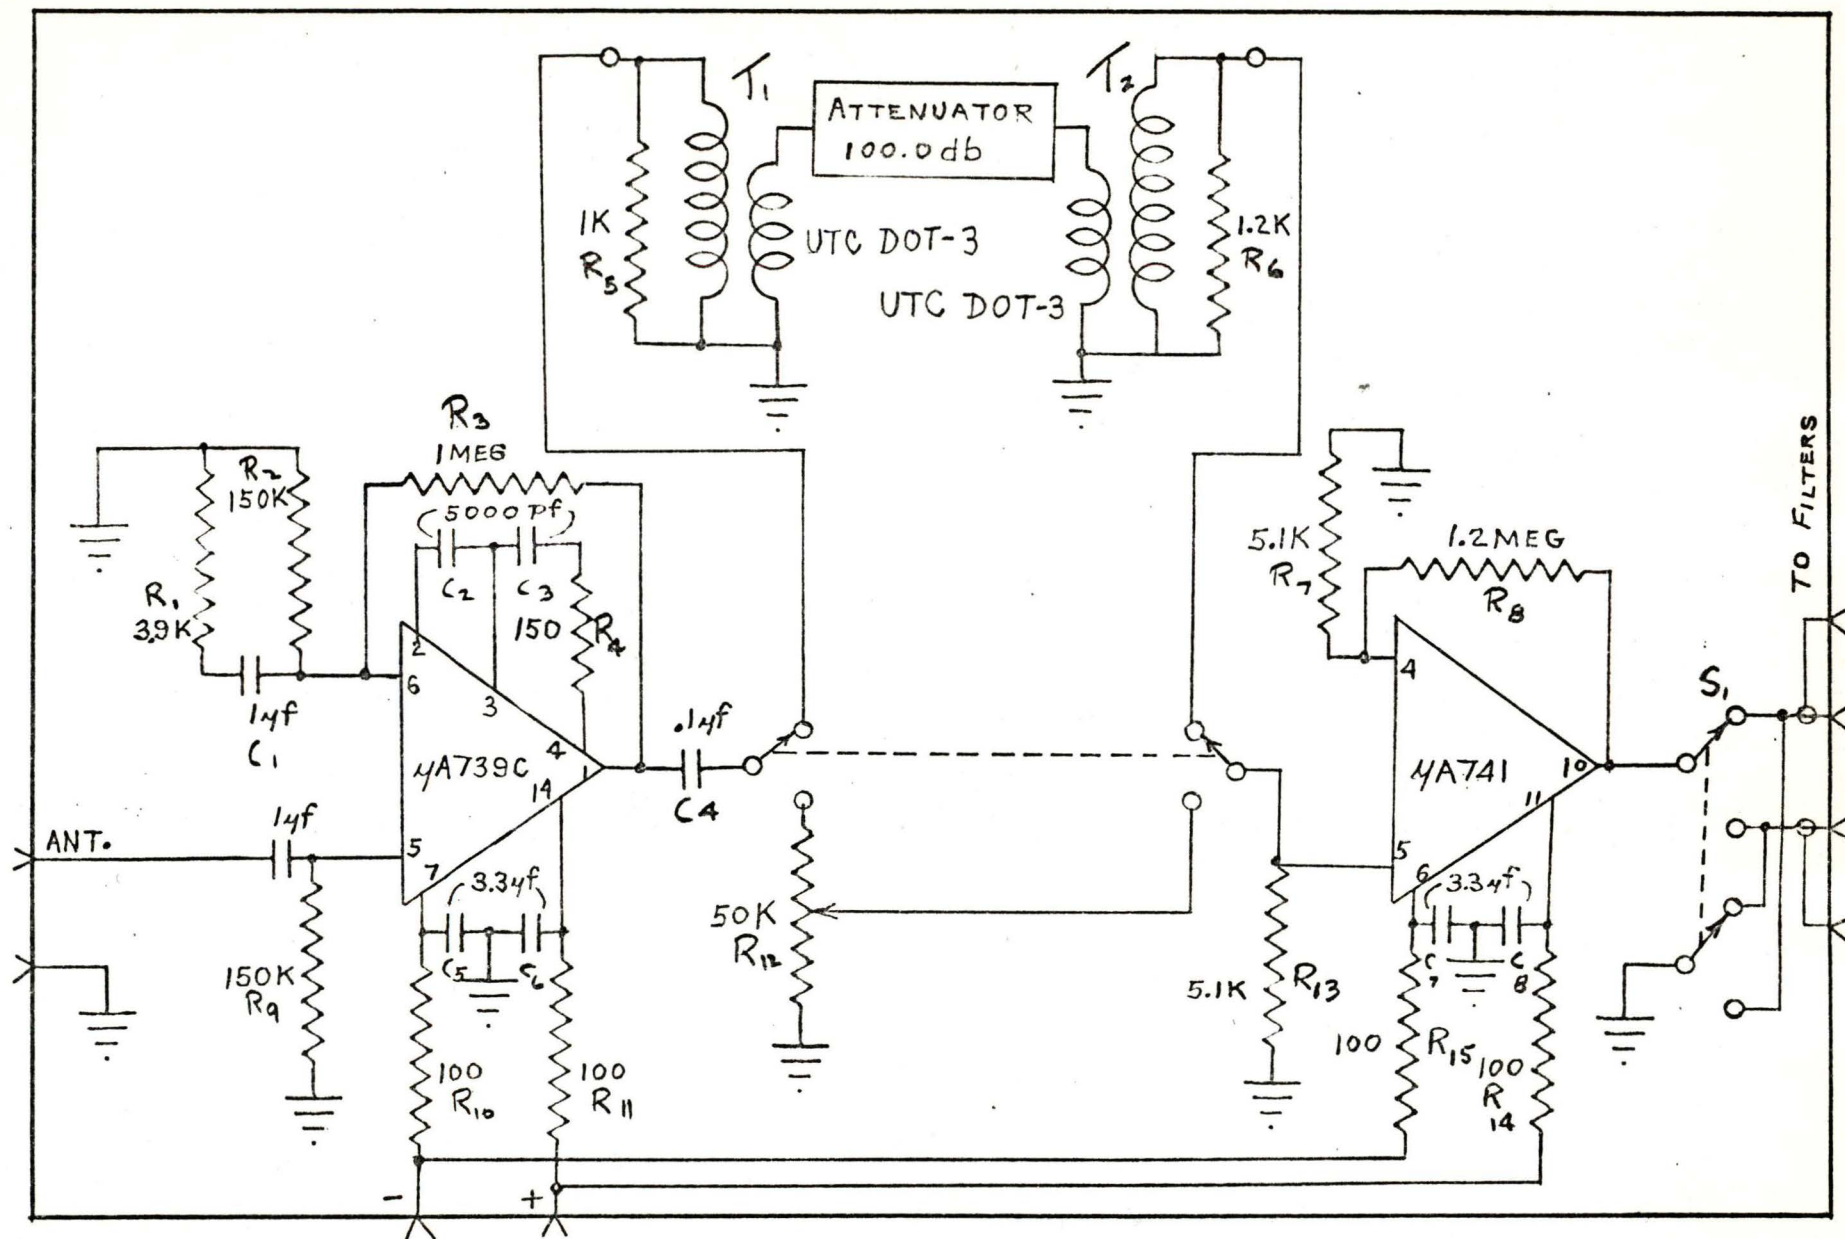 T₁
T₂
ATTENUATOR
100.0db
1K
R₅
UTC DOT-3
UTC DOT-3
1.2K
R₆
R₃
1MEG
R₂
150K
(5000 pf)
C₂
C₃
150
R₄
R₁
3.9K
1µf
C₁
2
6
3
4
1
µA739C
14
5
7
.1µf
C4
ANT.
1µf
150K
R₉
(3.3µf)
C₅
C₆
100
R₁₀
100
R₁₁
-
+
50K
R₁₂
5.1K
R₇
1.2MEG
R₈
4
µA741
10
11
5
6
(3.3µf)
C₇
C₈
5.1K
R₁₃
100
R₁₅
100
R₁₄
S₁
TO FILTERS